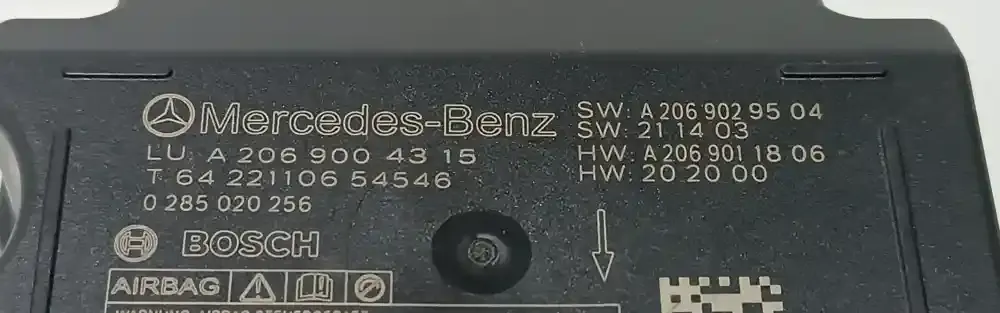 Mercedes-Benz
LU: A 206 900 43 15
T 64 221106 54546
0 285 020 256
SW: A 206 902 95 04
SW: 21 14 03
HW: A 206 901 18 06
HW: 20 20 00
BOSCH
AIRBAG